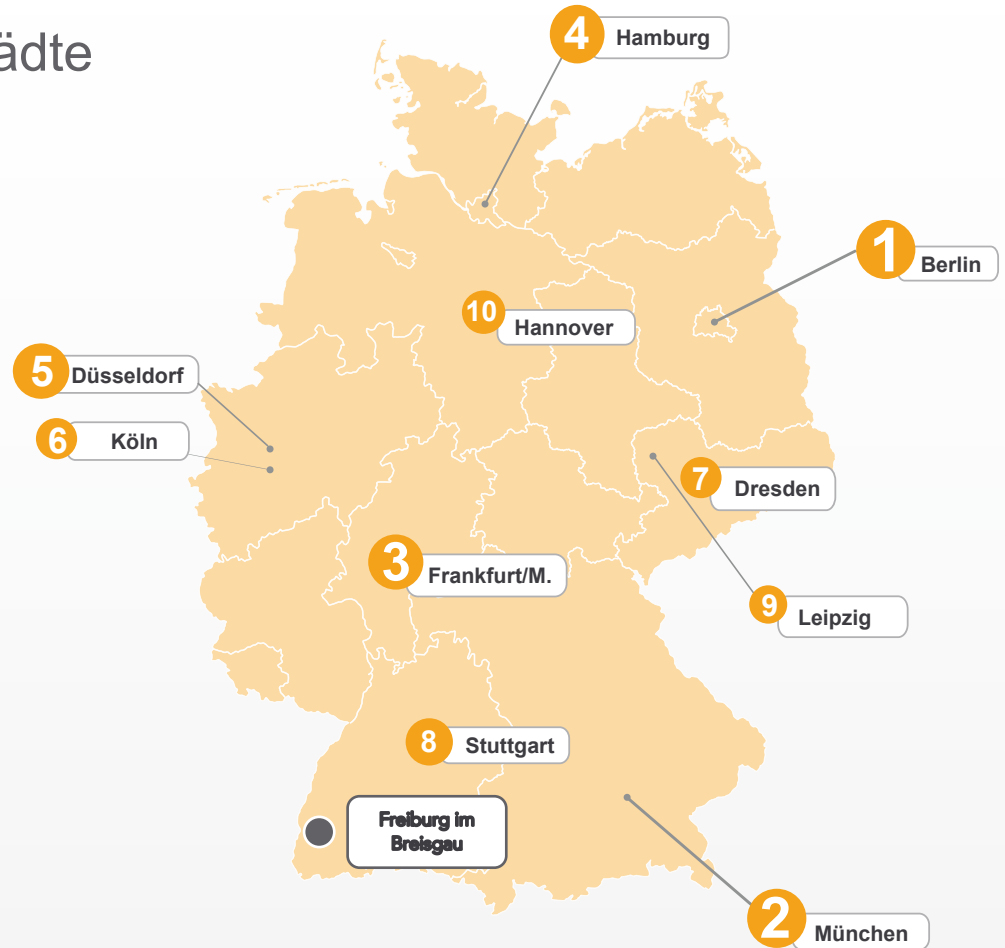 ädte
4 Hamburg
1 Berlin
10 Hannover
5 Düsseldorf
6 Köln
7 Dresden
3 Frankfurt/M.
9 Leipzig
8 Stuttgart
Freiburg im
Breisgau
2 München